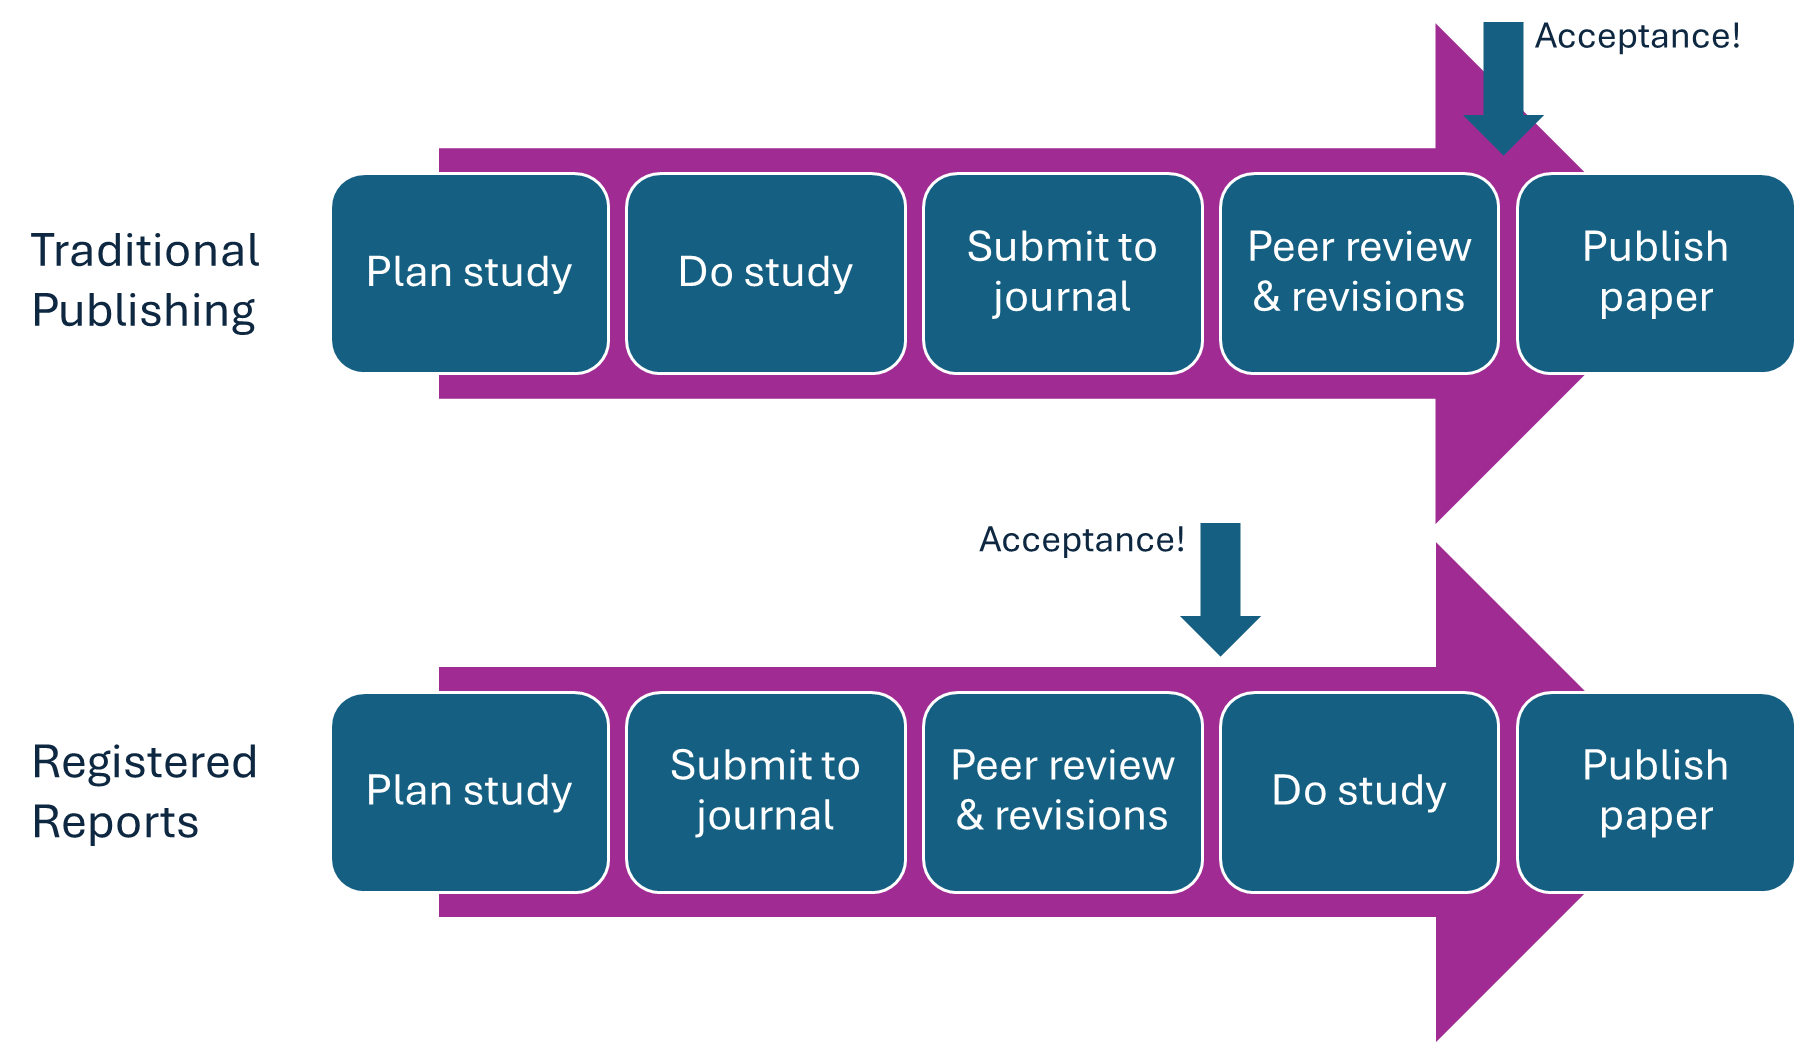 Acceptance!
Traditional
Publishing
Plan study
Do study
Submit to
journal
Peer review
& revisions
Publish
paper
Acceptance!
Registered
Reports
Plan study
Submit to
journal
Peer review
& revisions
Do study
Publish
paper